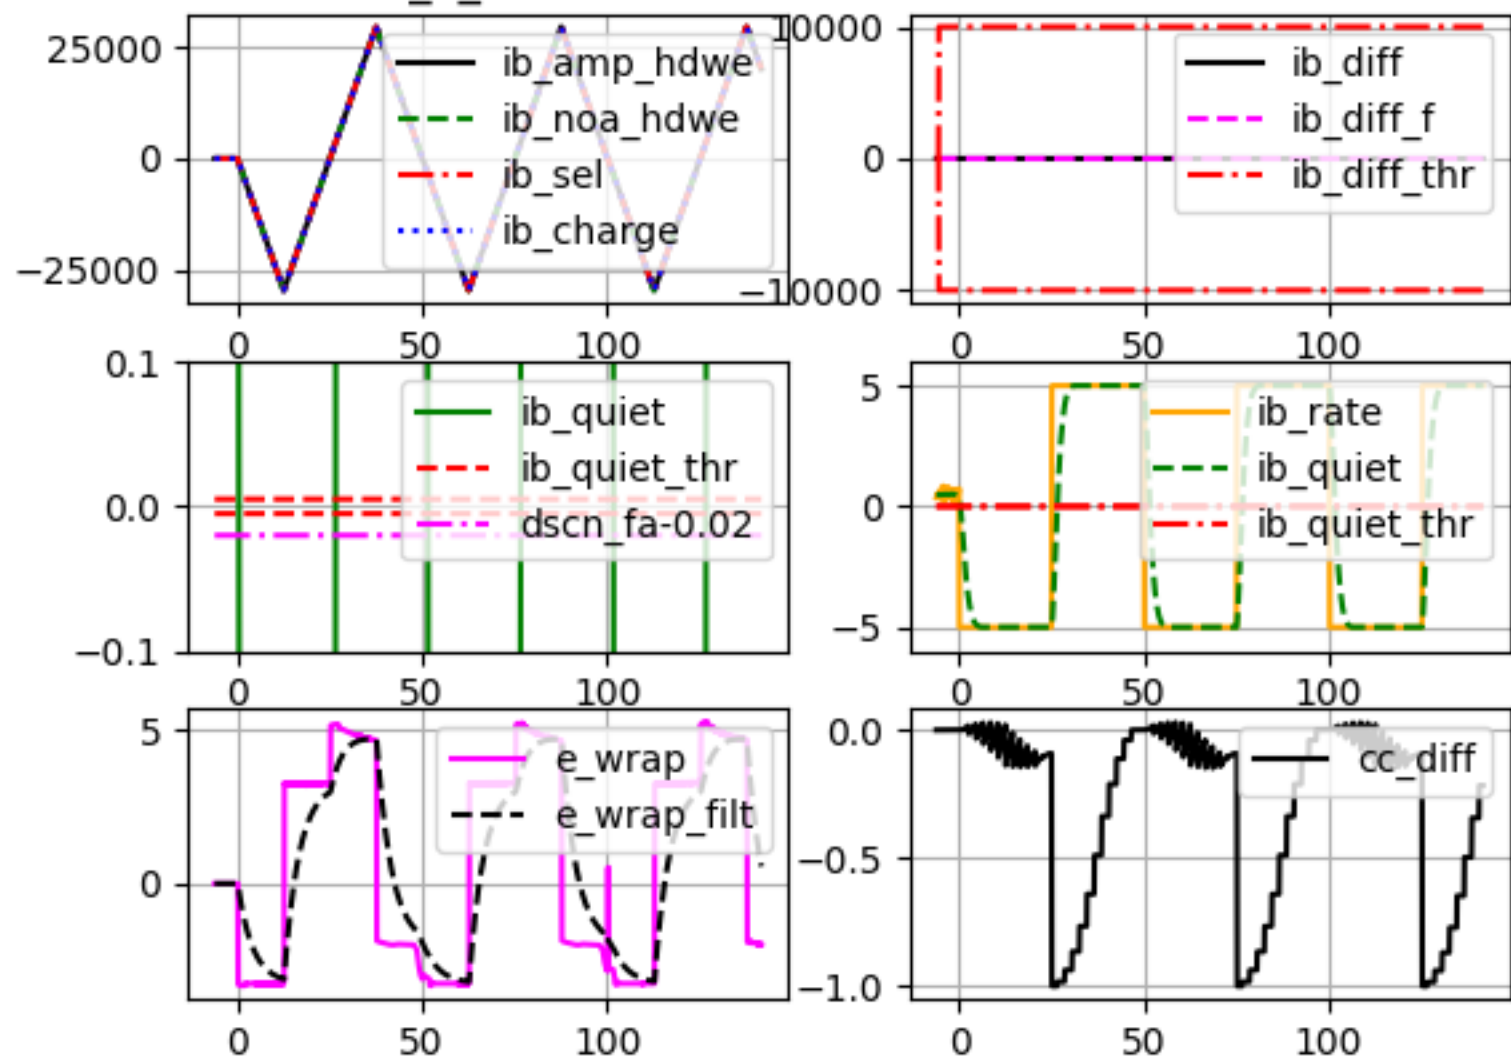 25000
0
−25000
ib_amp_hdwe
ib_noa_hdwe
ib_sel
ib_charge
0 50 100
10000
0
−10000
ib_diff
ib_diff_f
ib_diff_thr
0 50 100
0.1
0.0
−0.1
ib_quiet
ib_quiet_thr
dscn_fa-0.02
0 50 100
5
0
−5
ib_rate
ib_quiet
ib_quiet_thr
0 50 100
5
0
e_wrap
e_wrap_filt
0 50 100
0.0
−0.5
−1.0
cc_diff
0 50 100